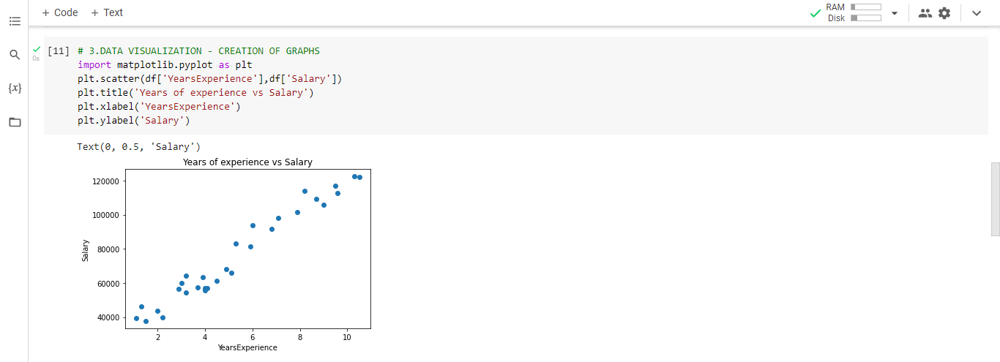 + Code + Text
RAM
Disk
[11] # 3.DATA VISUALIZATION - CREATION OF GRAPHS
0s
import matplotlib.pyplot as plt
plt.scatter(df['YearsExperience'],df['Salary'])
plt.title('Years of experience vs Salary')
{x}
plt.xlabel('YearsExperience')
plt.ylabel('Salary')
Text(0, 0.5, 'Salary')
Years of experience vs Salary
120000
100000
80000
60000
40000
Salary
2 4 6 8 10
YearsExperience